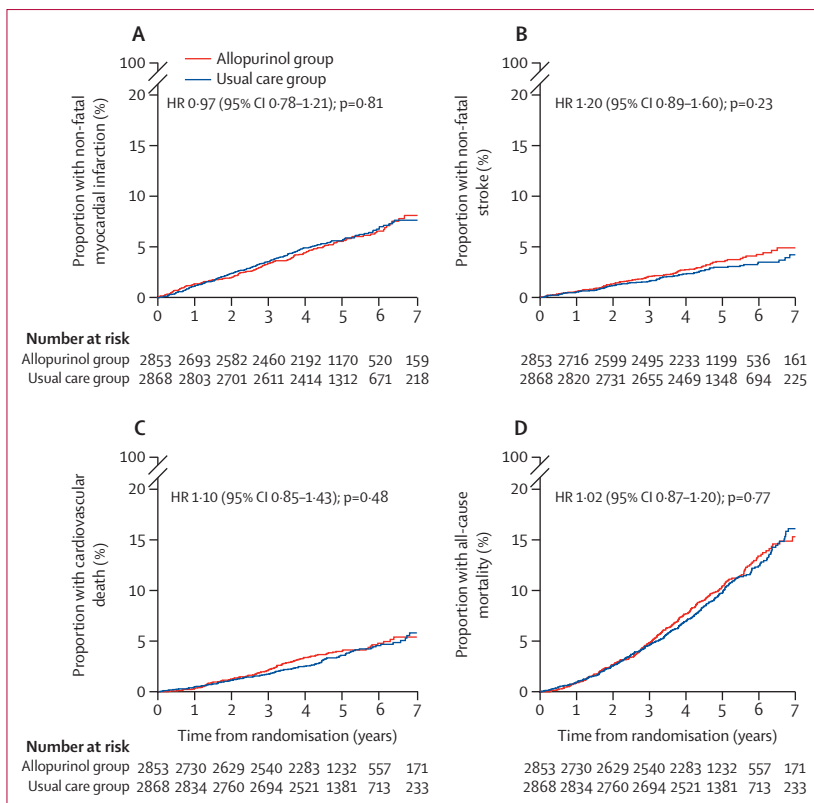 A
B
Allopurinol group
Usual care group
100
20
15
10
5
0
Proportion with non-fatal
myocardial infarction (%)
HR 0·97 (95% CI 0·78–1·21); p=0·81
0 1 2 3 4 5 6 7
100
20
15
10
5
0
Proportion with non-fatal
stroke (%)
HR 1·20 (95% CI 0·89–1·60); p=0·23
0 1 2 3 4 5 6 7
Number at risk
Allopurinol group 2853 2693 2582 2460 2192 1170 520 159
Usual care group 2868 2803 2701 2611 2414 1312 671 218
2853 2716 2599 2495 2233 1199 536 161
2868 2820 2731 2655 2469 1348 694 225
C
D
100
20
15
10
5
0
Proportion with cardiovascular
death (%)
HR 1·10 (95% CI 0·85–1·43); p=0·48
0 1 2 3 4 5 6 7
Time from randomisation (years)
100
20
15
10
5
0
Proportion with all-cause
mortality (%)
HR 1·02 (95% CI 0·87–1·20); p=0·77
0 1 2 3 4 5 6 7
Time from randomisation (years)
Number at risk
Allopurinol group 2853 2730 2629 2540 2283 1232 557 171
Usual care group 2868 2834 2760 2694 2521 1381 713 233
2853 2730 2629 2540 2283 1232 557 171
2868 2834 2760 2694 2521 1381 713 233